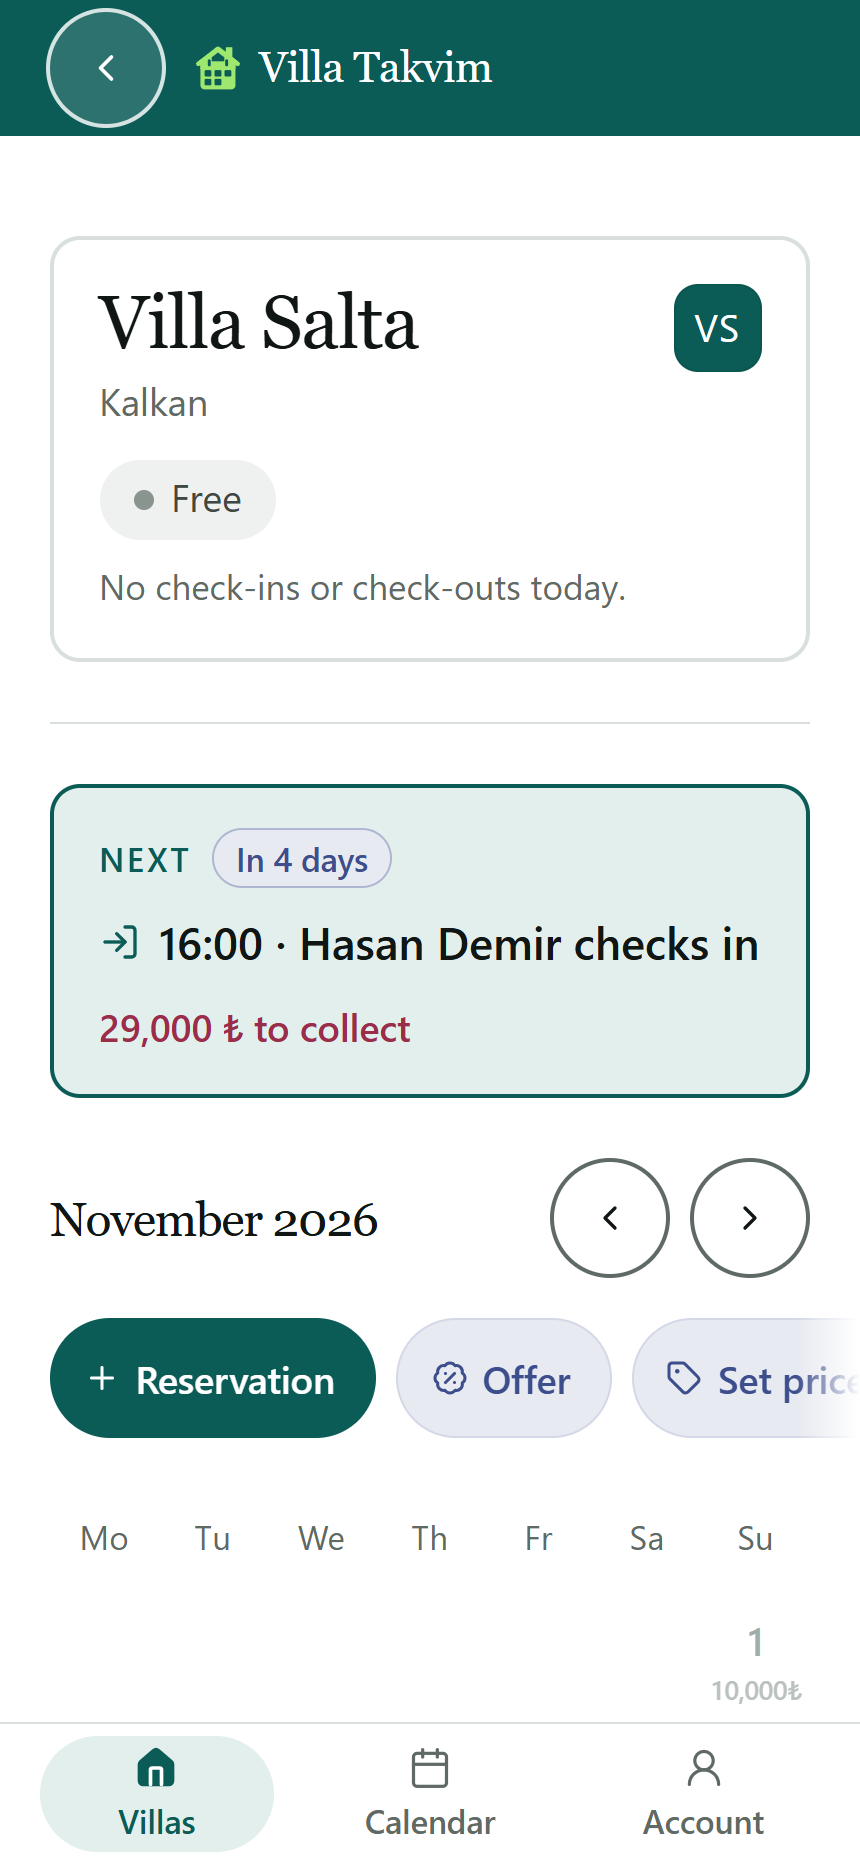 Villa Takvim
Villa Salta
VS
Kalkan
Free
No check-ins or check-outs today.
NEXT
In 4 days
16:00 · Hasan Demir checks in
29,000 ₺ to collect
November 2026
Reservation
Offer
Set price
Mo Tu We Th Fr Sa Su
1
10,000₺
Villas
Calendar
Account